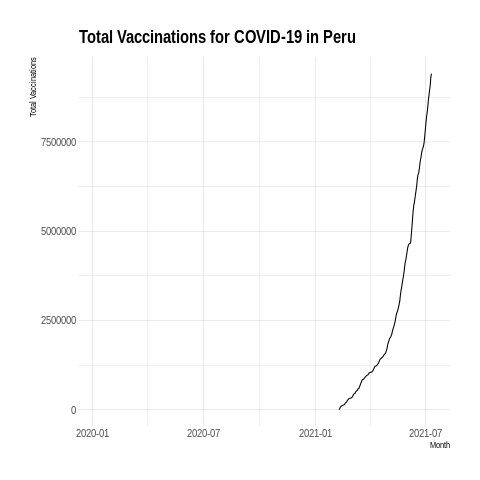 Total Vaccinations for COVID-19 in Peru
Total Vaccinations
7500000
5000000
2500000
0
2020-01 2020-07 2021-01 2021-07
Month